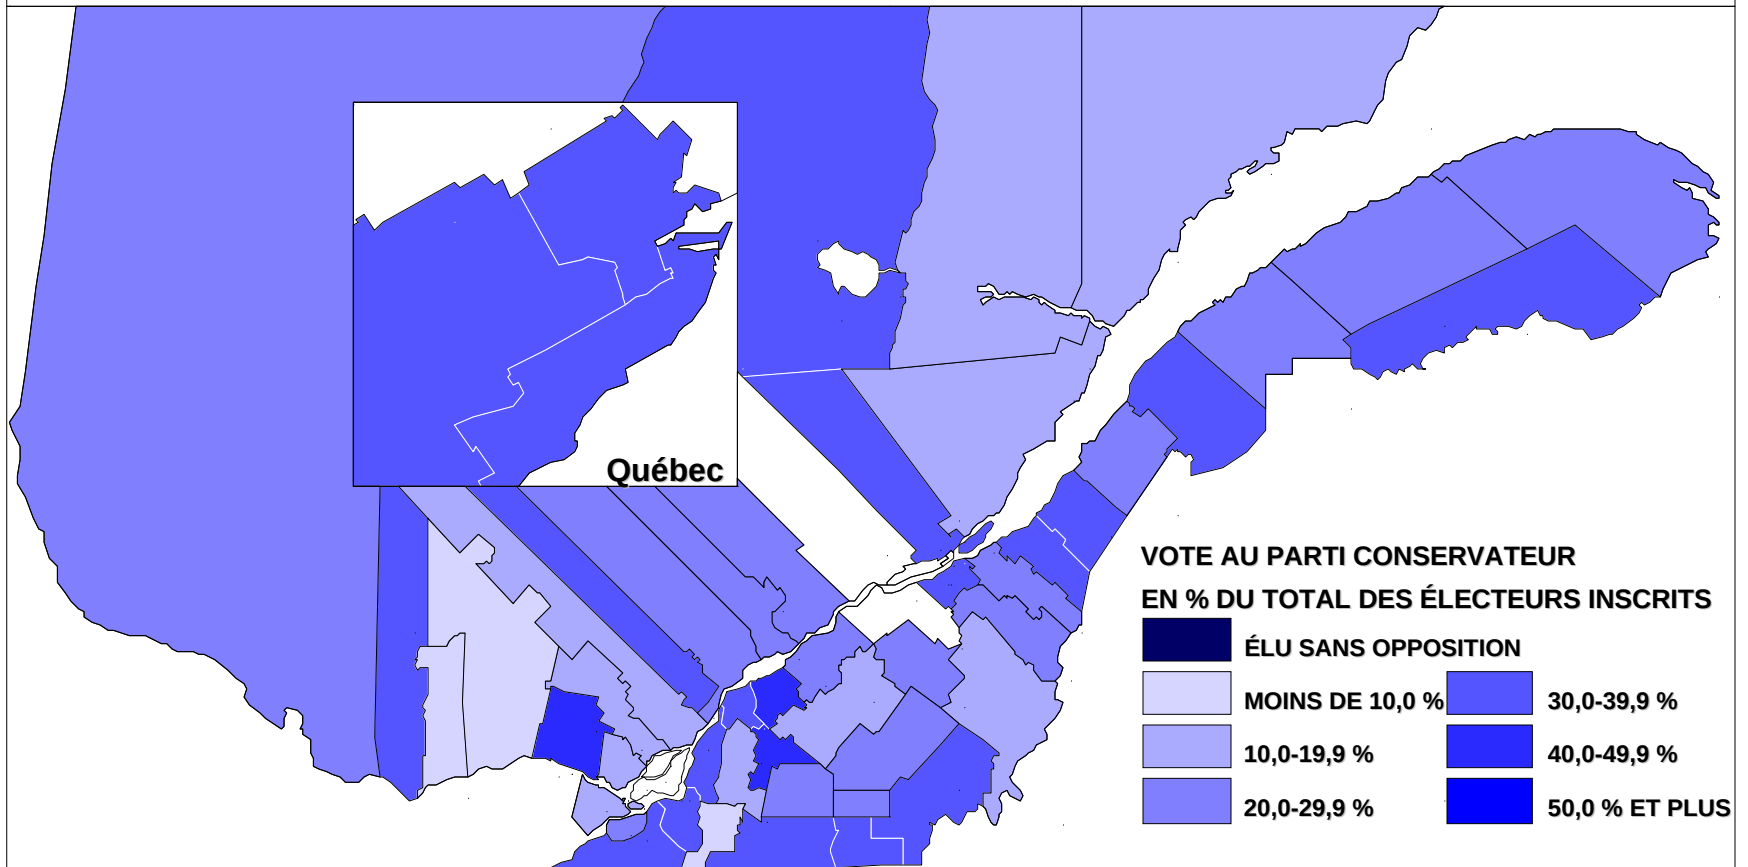 Québec
VOTE AU PARTI CONSERVATEUR
EN % DU TOTAL DES ÉLECTEURS INSCRITS
ÉLU SANS OPPOSITION
MOINS DE 10,0 %
30,0-39,9 %
10,0-19,9 %
40,0-49,9 %
20,0-29,9 %
50,0 % ET PLUS